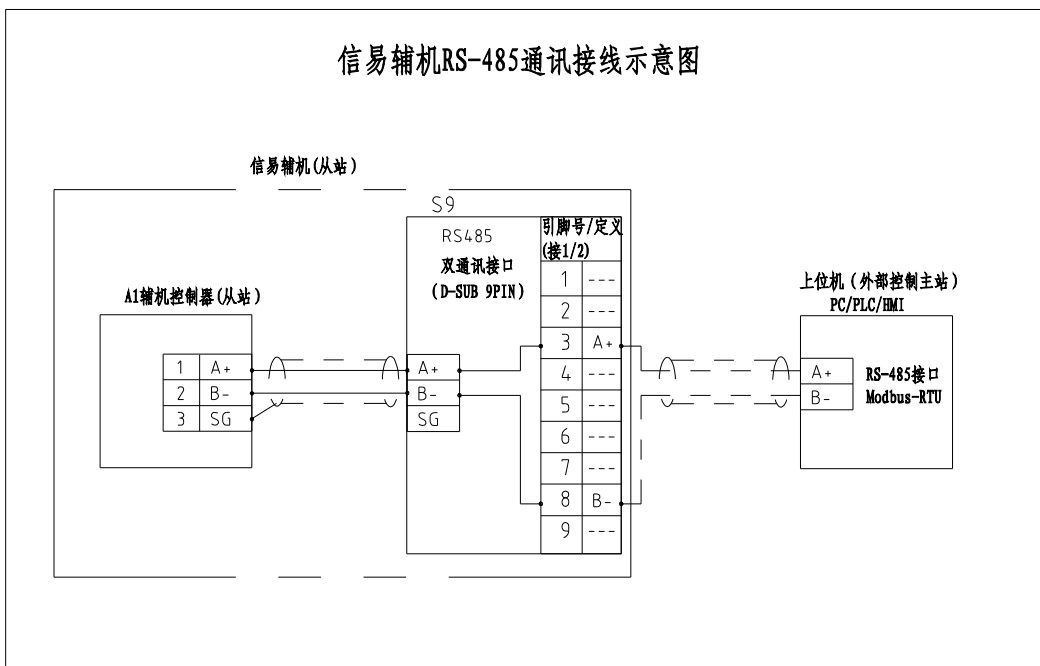 信易辅机RS-485通讯接线示意图
信易辅机(从站)
S9
RS485
双通讯接口
(D-SUB 9PIN)
引脚号/定义
(接1/2)
1 ---
2 ---
3 A+
4 ---
5 ---
6 ---
7 ---
8 B-
9 ---
A1辅机控制器(从站)
1 A+
2 B-
3 SG
A+
B-
SG
上位机(外部控制主站)
PC/PLC/HMI
A+
B-
RS-485接口
Modbus-RTU